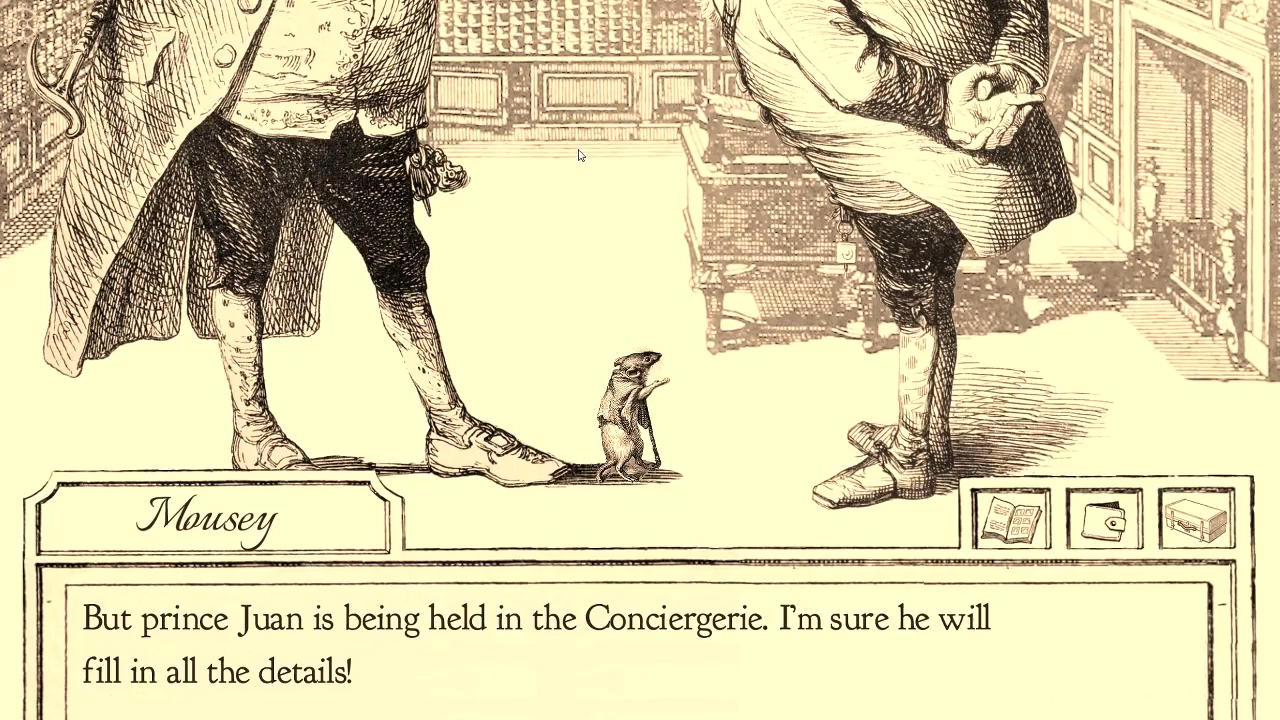 Mousey
But prince Juan is being held in the Conciergerie. I'm sure he will
fill in all the details!